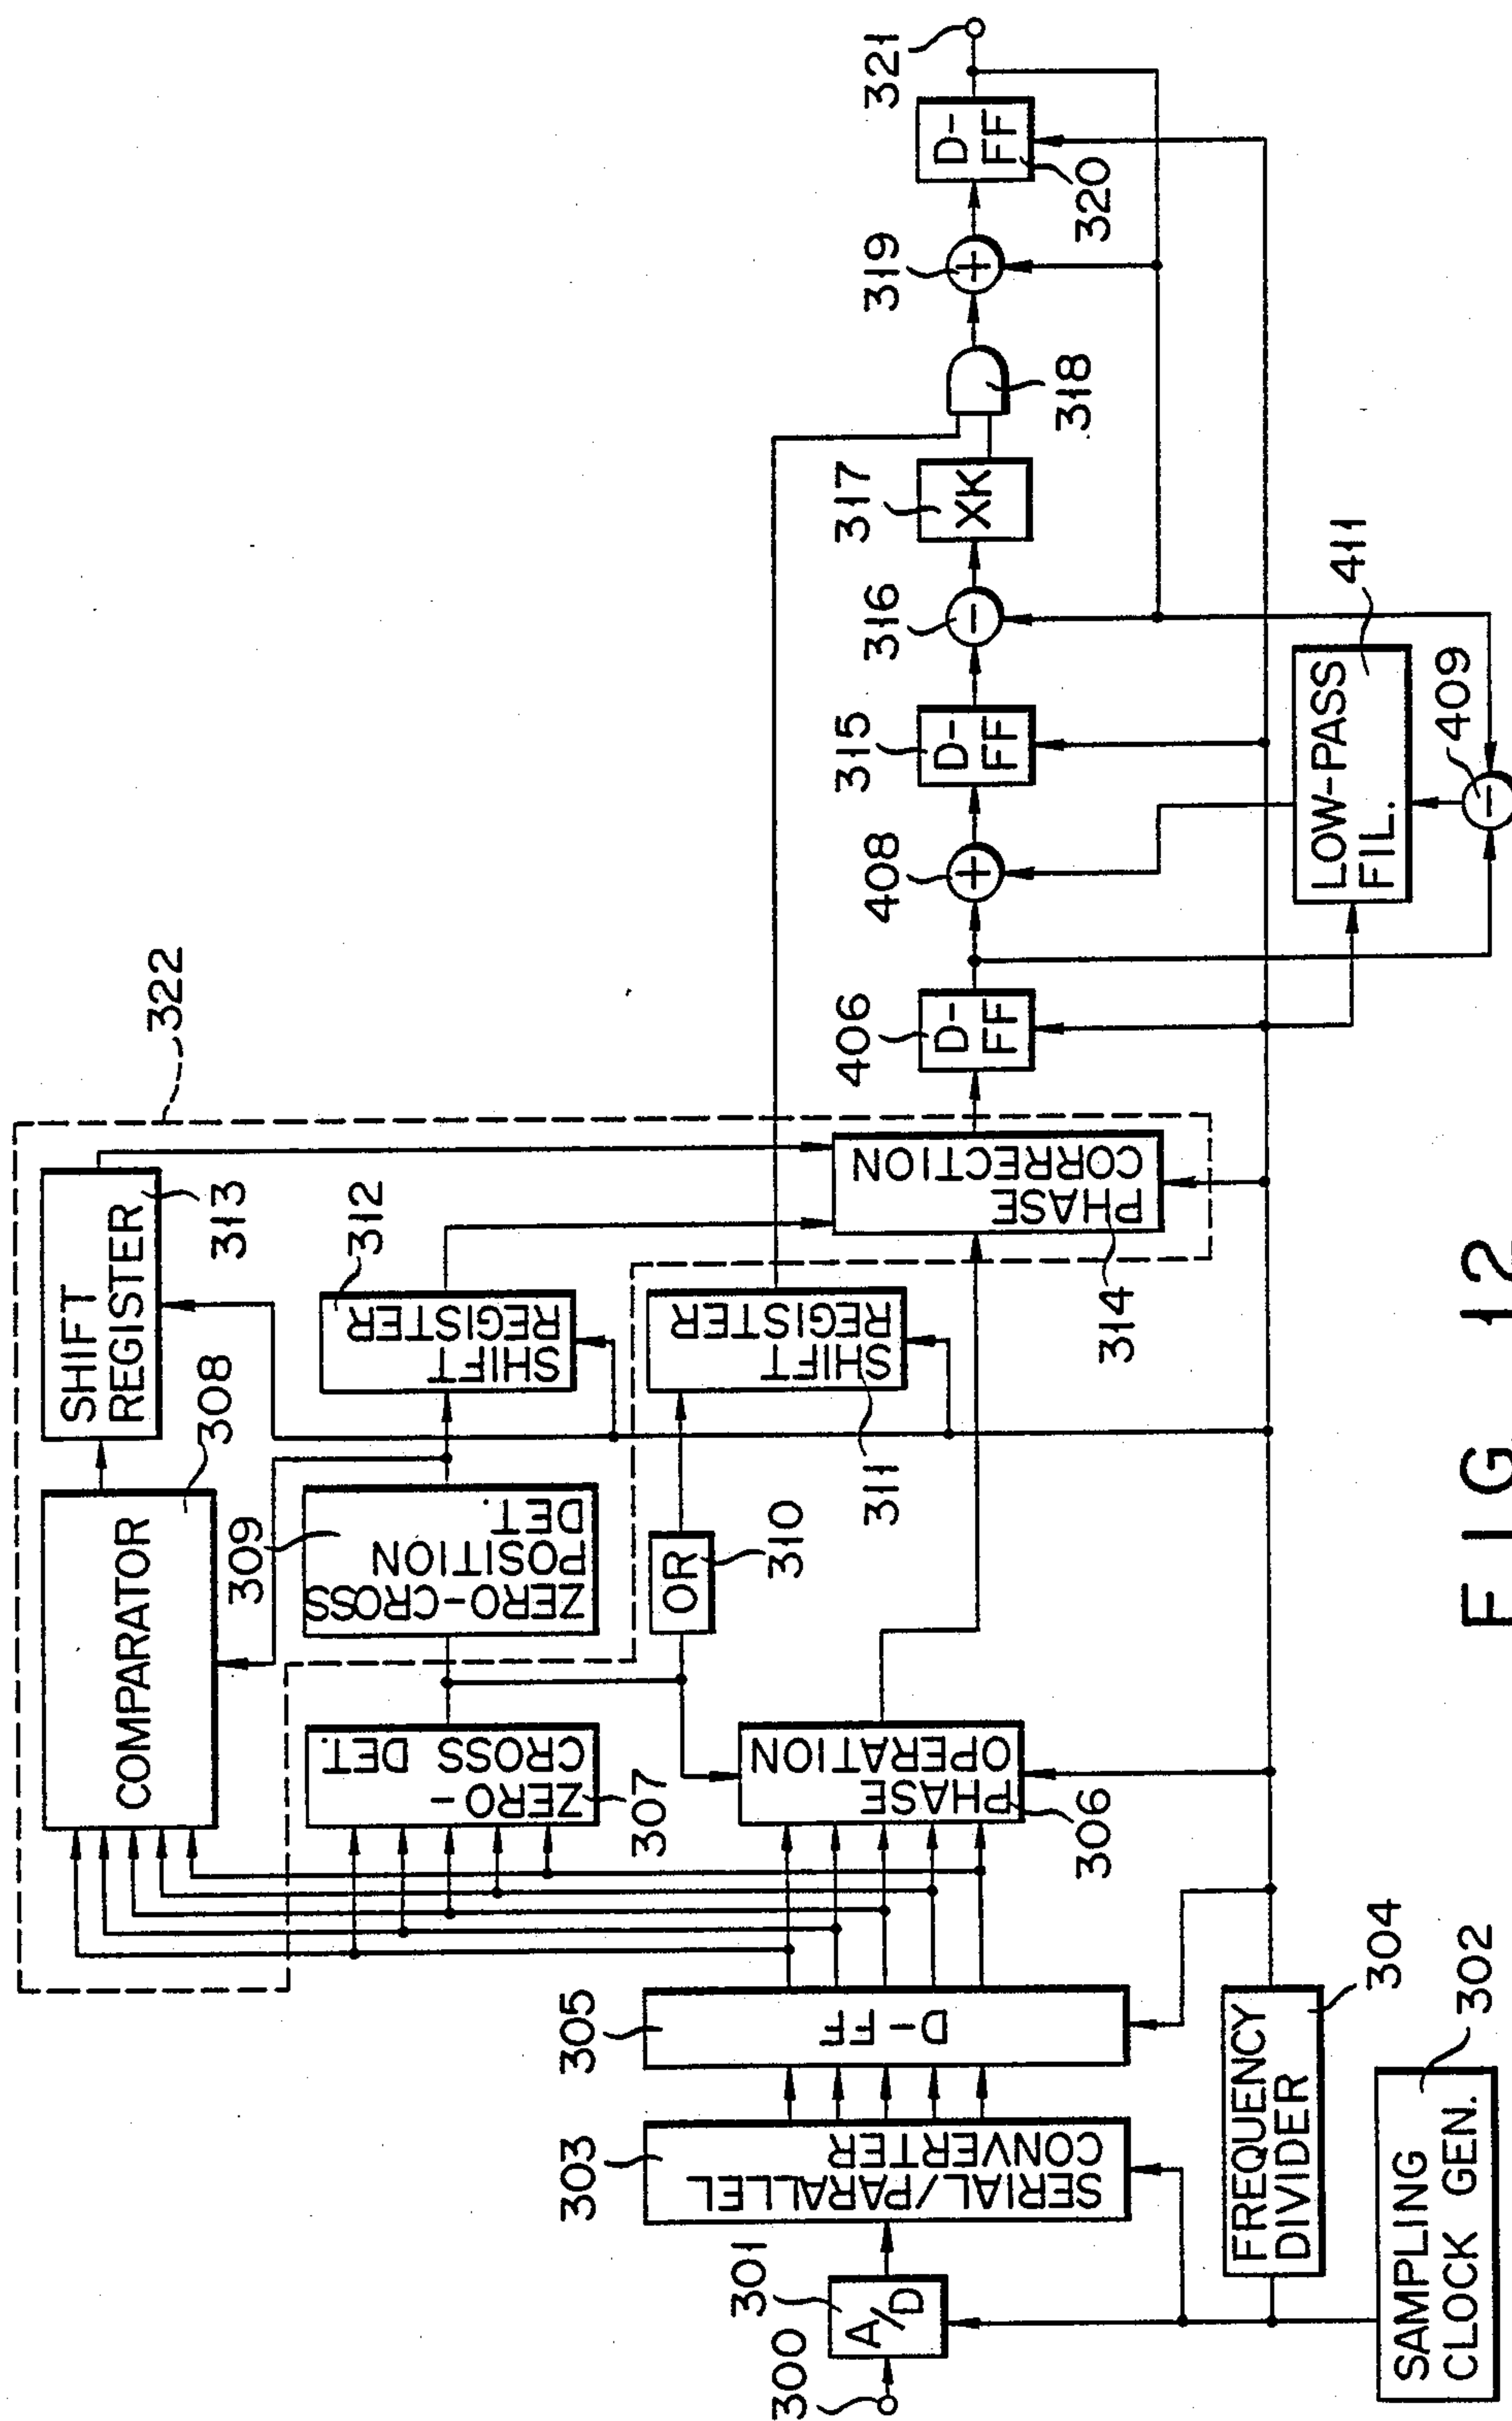 300
301
A/D
303
SERIAL/PARALLEL
CONVERTER
305
D-FF
SAMPLING
CLOCK GEN.
302
FREQUENCY
DIVIDER
304
COMPARATOR
308
ZERO-
CROSS DET.
307
PHASE
OPERATION
306
309
ZERO-CROSS
POSITION
DET.
OR
310
SHIFT
REGISTER
313
SHIFT
REGISTER
312
SHIFT
REGISTER
311
PHASE
CORRECTION
314
322
406
D-
FF
408
+
315
D-
FF
316
-
317
XK
318
319
+
D-
FF
320
321
LOW-PASS
FIL.
411
-
409
FIG. 12